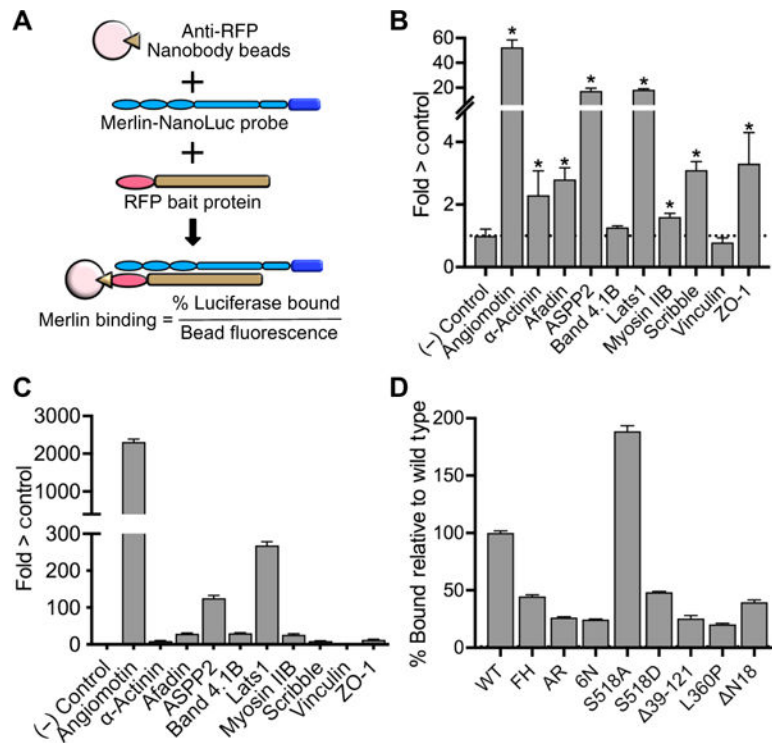 A
Anti-RFP
Nanobody beads
+
Merlin-NanoLuc probe
+
RFP bait protein
Merlin binding = % Luciferase bound
Bead fluorescence
B
Fold > control
60
40
20
4
2
0
* * * * * * * *
(–) Control
Angiomotin
α-Actinin
Afadin
ASPP2
Band 4.1B
Lats1
Myosin IIB
Scribble
Vinculin
ZO-1
C
Fold > control
3000
2000
1000
300
200
100
0
(–) Control
Angiomotin
α-Actinin
Afadin
ASPP2
Band 4.1B
Lats1
Myosin IIB
Scribble
Vinculin
ZO-1
D
% Bound relative to wild type
200
150
100
50
0
WT
FH
AR
6N
S518A
S518D
Δ39-121
L360P
ΔN18